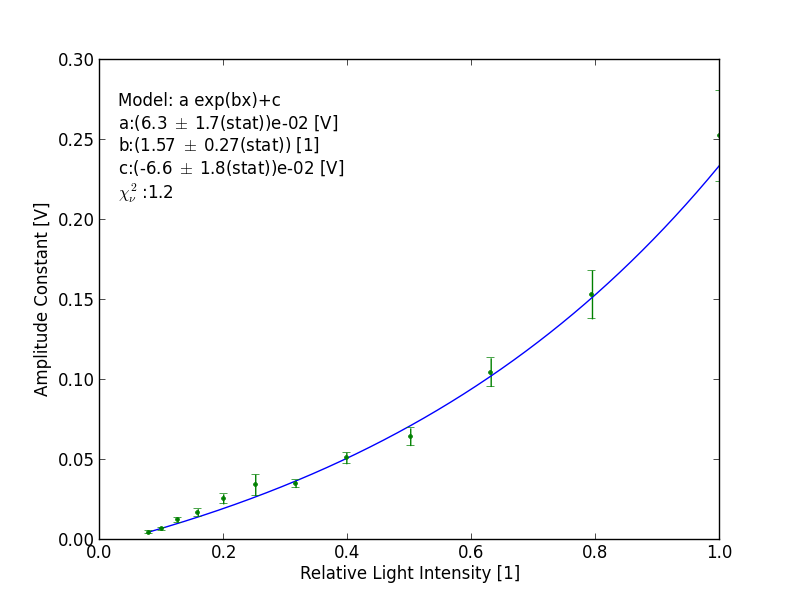 Model: a exp(bx)+c
a:(6.3 ± 1.7(stat))e-02 [V]
b:(1.57 ± 0.27(stat)) [1]
c:(-6.6 ± 1.8(stat))e-02 [V]
χ²ᵥ :1.2
0.30
0.25
0.20
0.15
0.10
0.05
0.00
Amplitude Constant [V]
0.0 0.2 0.4 0.6 0.8 1.0
Relative Light Intensity [1]